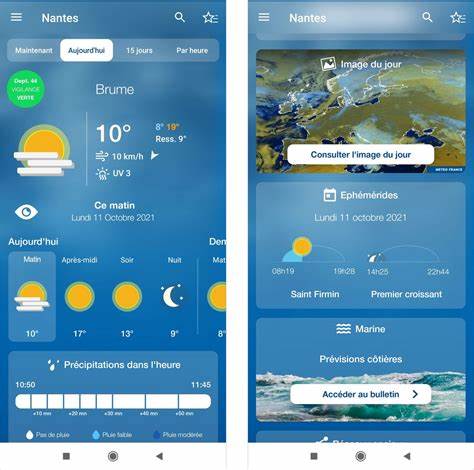 Nantes
Maintenant
Aujourd'hui
15 jours
Par heure
Dept. 44
VIGILANCE
VERTE
Brume
10°
8° 19°
Ress. 9°
10 km/h
UV 3
Ce matin
Lundi 11 Octobre 2021
Aujourd'hui
Matin
Après-midi
Soir
Nuit
10°
17°
13°
9°
8°
Précipitations dans l'heure
10:50
11:45
+10 mn
+20 mn
+30 mn
+40 mn
+50 mn
Pas de pluie
Pluie faible
Pluie modérée
Nantes
Image du jour
METEO FRANCE
Consulter l'image du jour
Ephémérides
Lundi 11 Octobre 2021
08h19
19h28
14h25
22h44
Saint Firmin
Premier croissant
Marine
Prévisions côtières
Accéder au bulletin